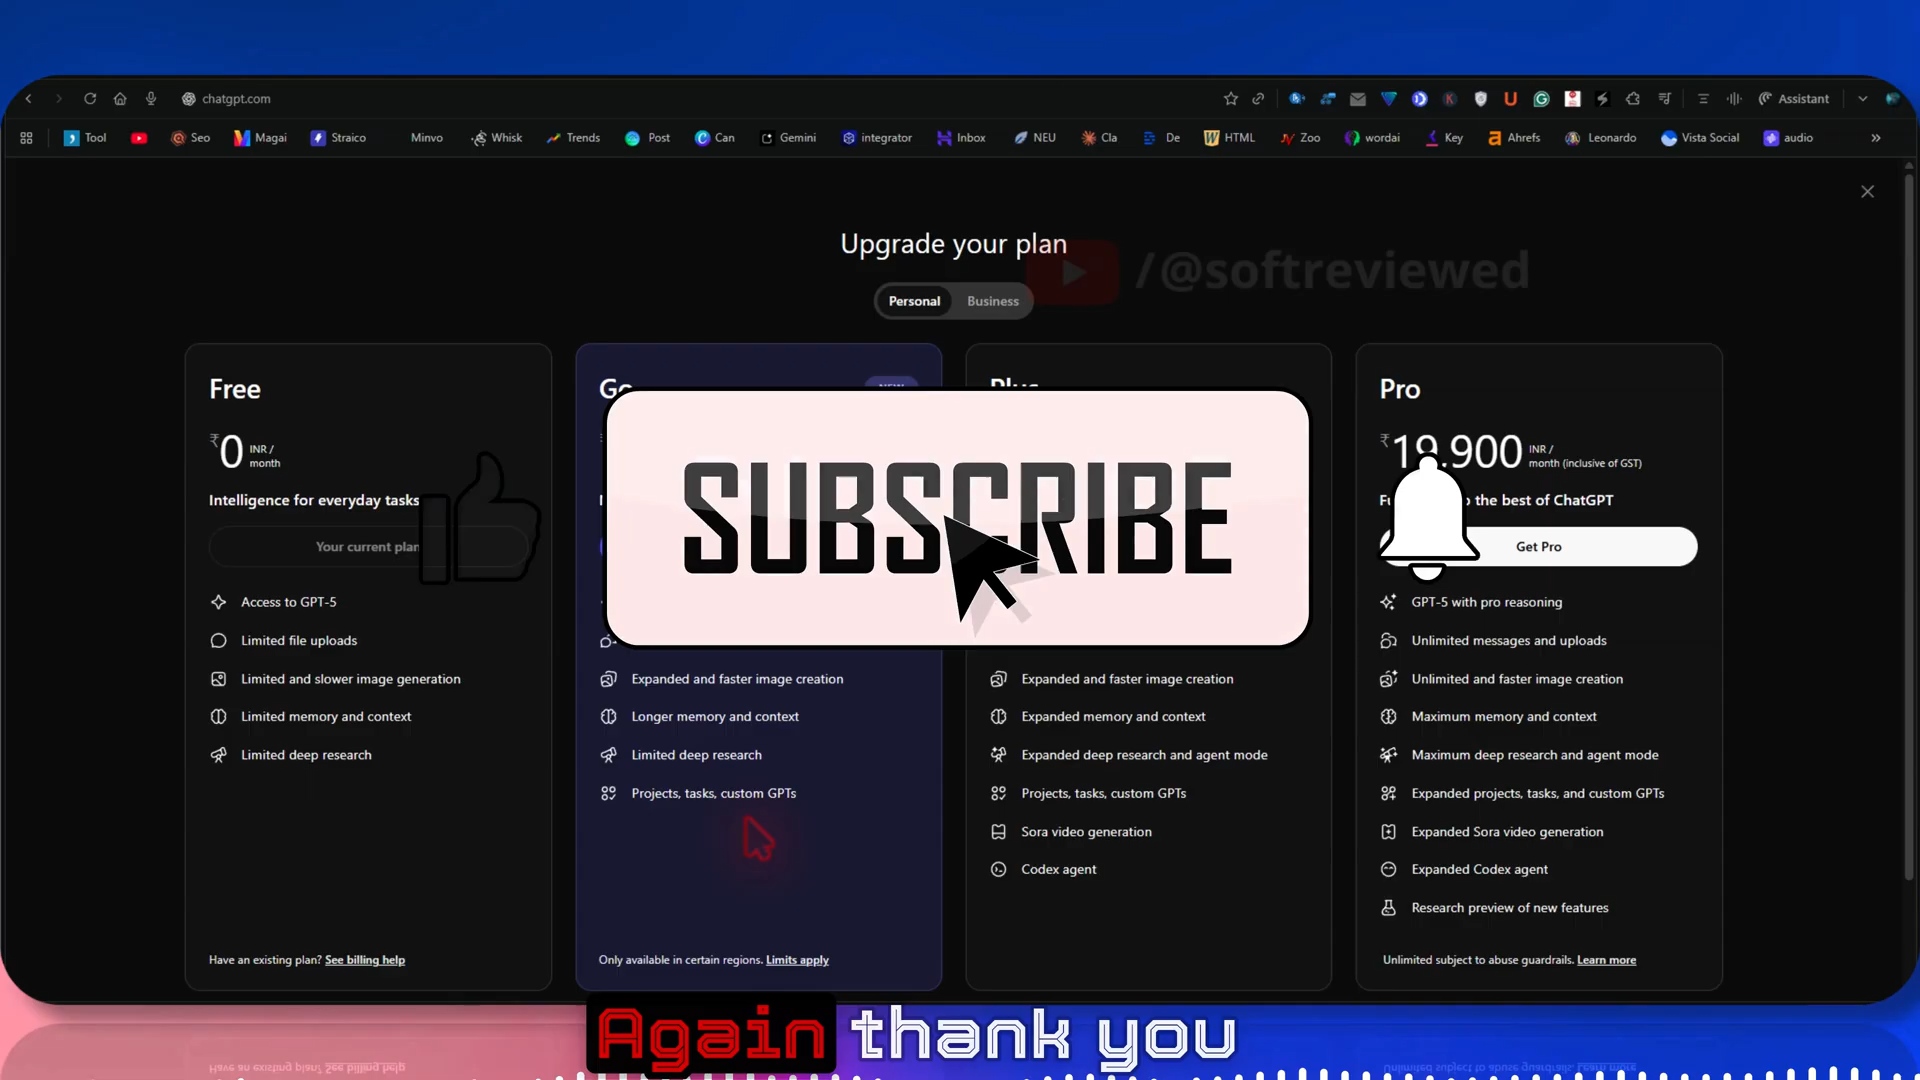 chatgpt.com
Assistant
Tool
Seo
Magai
Straico
Minvo
Whisk
Trends
Post
Can
Gemini
integrator
Inbox
NEU
Cla
De
HTML
Zoo
wordai
Key
Ahrefs
Leonardo
Vista Social
audio
Upgrade your plan
/@softreviewed
Personal
Business
Free
₹0 INR / month
Intelligence for everyday tasks
Your current plan
Access to GPT-5
Limited file uploads
Limited and slower image generation
Limited memory and context
Limited deep research
Have an existing plan? See billing help
Go
NEW
Expanded and faster image creation
Longer memory and context
Limited deep research
Projects, tasks, custom GPTs
Only available in certain regions. Limits apply
Plus
Expanded and faster image creation
Expanded memory and context
Expanded deep research and agent mode
Projects, tasks, custom GPTs
Sora video generation
Codex agent
Pro
₹19,900 INR / month (inclusive of GST)
the best of ChatGPT
Get Pro
GPT-5 with pro reasoning
Unlimited messages and uploads
Unlimited and faster image creation
Maximum memory and context
Maximum deep research and agent mode
Expanded projects, tasks, and custom GPTs
Expanded Sora video generation
Expanded Codex agent
Research preview of new features
Unlimited subject to abuse guardrails. Learn more
SUBSCRIBE
Again thank you